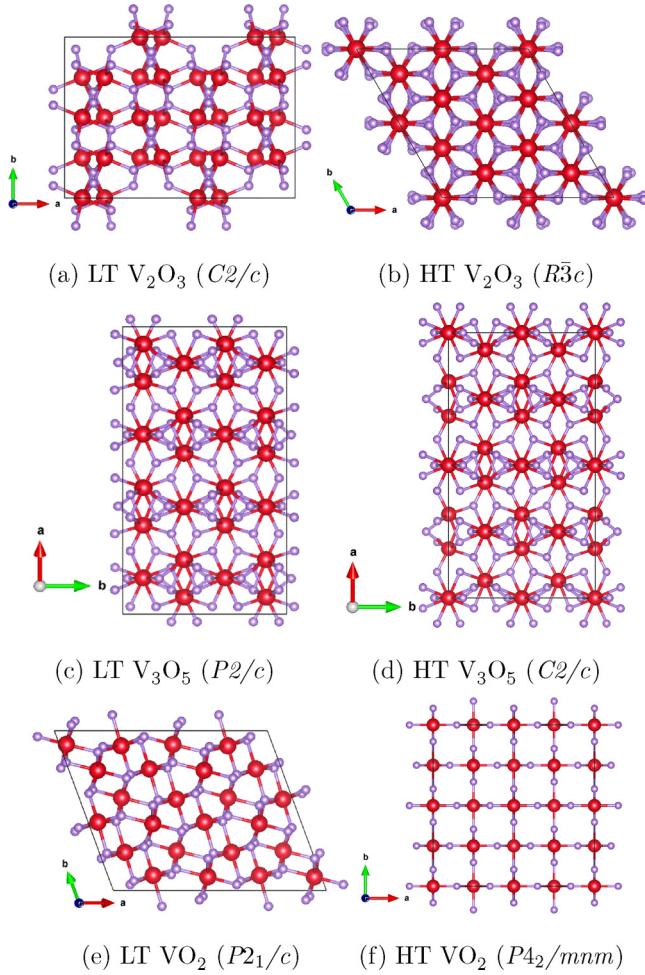 b
a
b
a
(a) LT V₂O₃ (C2/c)
(b) HT V₂O₃ (R3̄c)
a
b
a
b
(c) LT V₃O₅ (P2/c)
(d) HT V₃O₅ (C2/c)
b
a
b
a
(e) LT VO₂ (P2₁/c)
(f) HT VO₂ (P4₂/mnm)